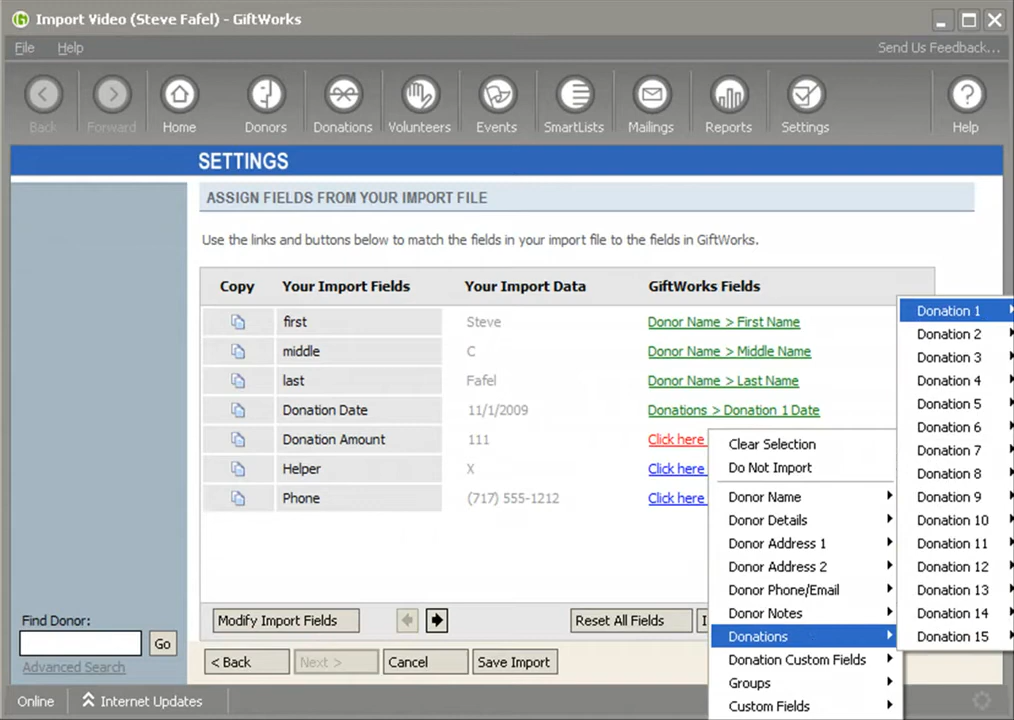 Import Video (Steve Fafel) - GiftWorks
File Help Send Us Feedback...
Back Forward Home Donors Donations Volunteers Events SmartLists Mailings Reports Settings Help
SETTINGS
ASSIGN FIELDS FROM YOUR IMPORT FILE
Use the links and buttons below to match the fields in your import file to the fields in GiftWorks.
Copy Your Import Fields Your Import Data GiftWorks Fields
first Steve Donor Name > First Name
middle C Donor Name > Middle Name
last Fafel Donor Name > Last Name
Donation Date 11/1/2009 Donations > Donation 1 Date
Donation Amount 111 Click here
Helper X Click here
Phone (717) 555-1212 Click here
Clear Selection
Do Not Import
Donor Name
Donor Details
Donor Address 1
Donor Address 2
Donor Phone/Email
Donor Notes
Donations
Donation Custom Fields
Groups
Custom Fields
Donation 1
Donation 2
Donation 3
Donation 4
Donation 5
Donation 6
Donation 7
Donation 8
Donation 9
Donation 10
Donation 11
Donation 12
Donation 13
Donation 14
Donation 15
Modify Import Fields Reset All Fields
< Back Next > Cancel Save Import
Find Donor:
Go
Advanced Search
Online Internet Updates